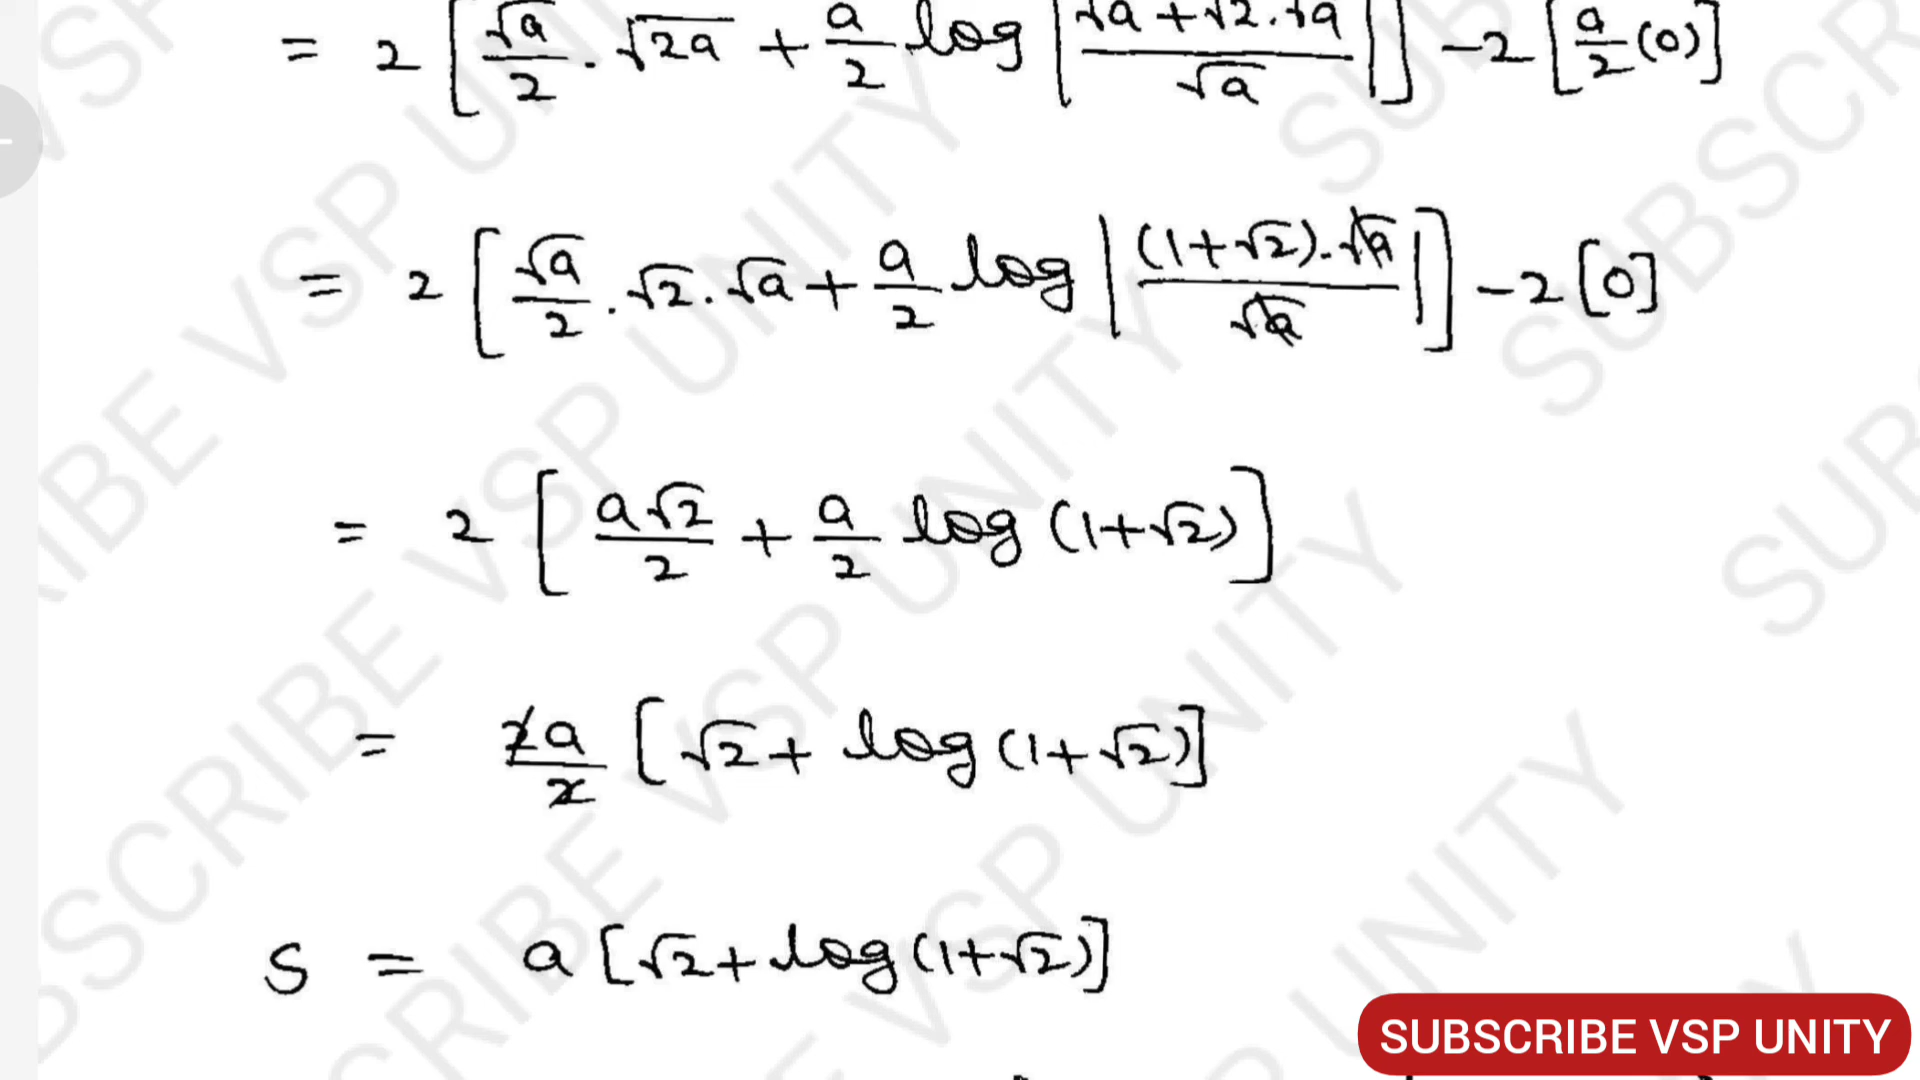 = 2 [ √a/2 . √2a + a/2 log | √a + √2 . √a / √a | ] - 2 [ a/2 (0) ]
= 2 [ √a/2 . √2 . √a + a/2 log | (1+√2) . √a / √a | ] - 2 [0]
= 2 [ a√2/2 + a/2 log (1+√2) ]
= 2a/2 [ √2 + log (1+√2) ]
S = a [ √2 + log (1+√2) ]
SUBSCRIBE VSP UNITY